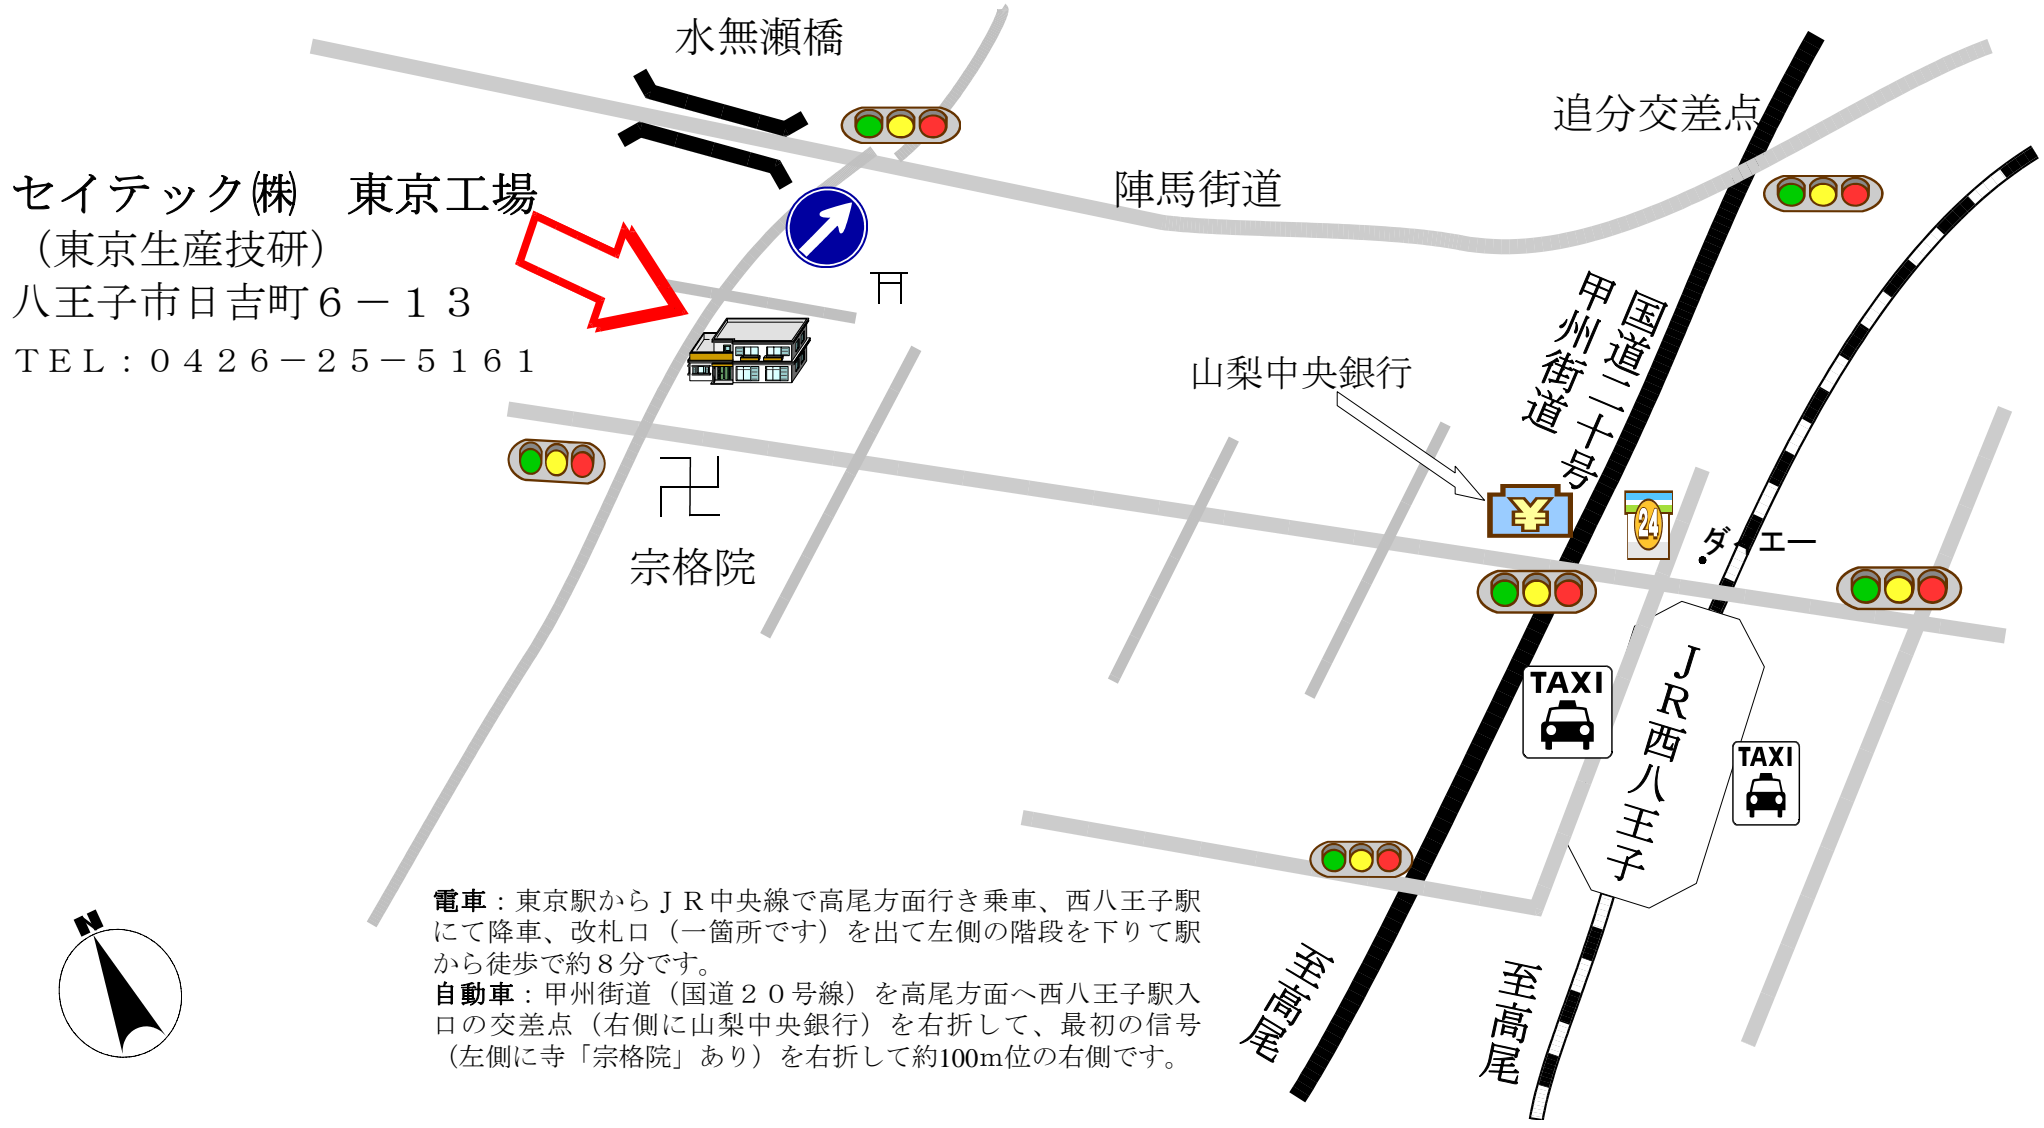 水無瀬橋
追分交差点
陣馬街道
セイテック㈱　東京工場
（東京生産技研）
八王子市日吉町６－１３
ＴＥＬ：０４２６－２５－５１６１
国道二十号
甲州街道
山梨中央銀行
24
ダイエー
宗格院
TAXI
ＪＲ西八王子
TAXI
至高尾
至高尾
N
電車：東京駅からＪＲ中央線で高尾方面行き乗車、西八王子駅
にて降車、改札口（一箇所です）を出て左側の階段を下りて駅
から徒歩で約８分です。
自動車：甲州街道（国道２０号線）を高尾方面へ西八王子駅入
口の交差点（右側に山梨中央銀行）を右折して、最初の信号
（左側に寺「宗格院」あり）を右折して約100ｍ位の右側です。